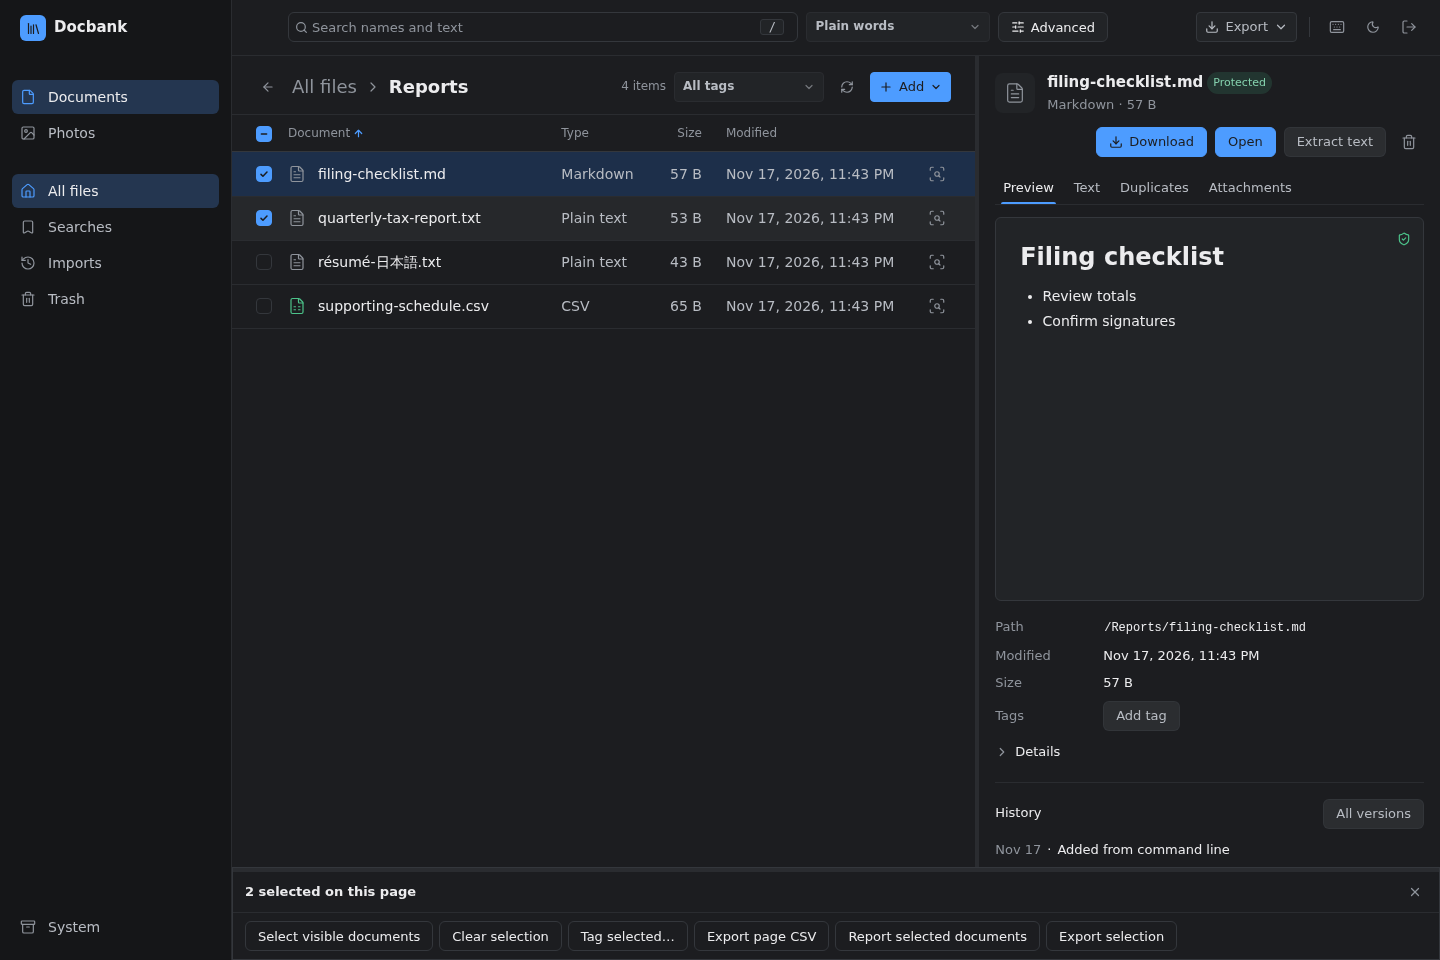 Docbank
Search names and text
/
Plain words
Advanced
Export
Documents
Photos
All files
Searches
Imports
Trash
System
All files > Reports
4 items
All tags
Add
Document Type Size Modified
filing-checklist.md Markdown 57 B Nov 17, 2026, 11:43 PM
quarterly-tax-report.txt Plain text 53 B Nov 17, 2026, 11:43 PM
résumé-日本語.txt Plain text 43 B Nov 17, 2026, 11:43 PM
supporting-schedule.csv CSV 65 B Nov 17, 2026, 11:43 PM
filing-checklist.md Protected
Markdown · 57 B
Download Open Extract text
Preview Text Duplicates Attachments
Filing checklist
• Review totals
• Confirm signatures
Path /Reports/filing-checklist.md
Modified Nov 17, 2026, 11:43 PM
Size 57 B
Tags Add tag
Details
History All versions
Nov 17 · Added from command line
2 selected on this page
Select visible documents Clear selection Tag selected... Export page CSV Report selected documents Export selection